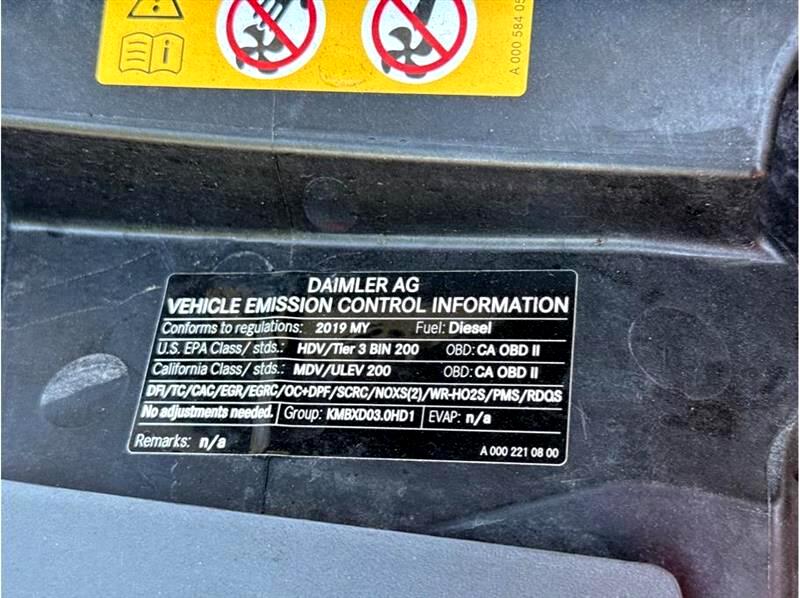 A 000 584 05
DAIMLER AG
VEHICLE EMISSION CONTROL INFORMATION
Conforms to regulations: 2019 MY Fuel: Diesel
U.S. EPA Class/ stds.: HDV/Tier 3 BIN 200 OBD: CA OBD II
California Class/ stds.: MDV/ULEV 200 OBD: CA OBD II
DFI/TC/CAC/EGR/EGRC/OC+DPF/SCRC/NOXS(2)/WR-HO2S/PMS/RDQS
No adjustments needed. Group: KMBXD03.0HD1 EVAP: n/a
Remarks: n/a A 000 221 08 00